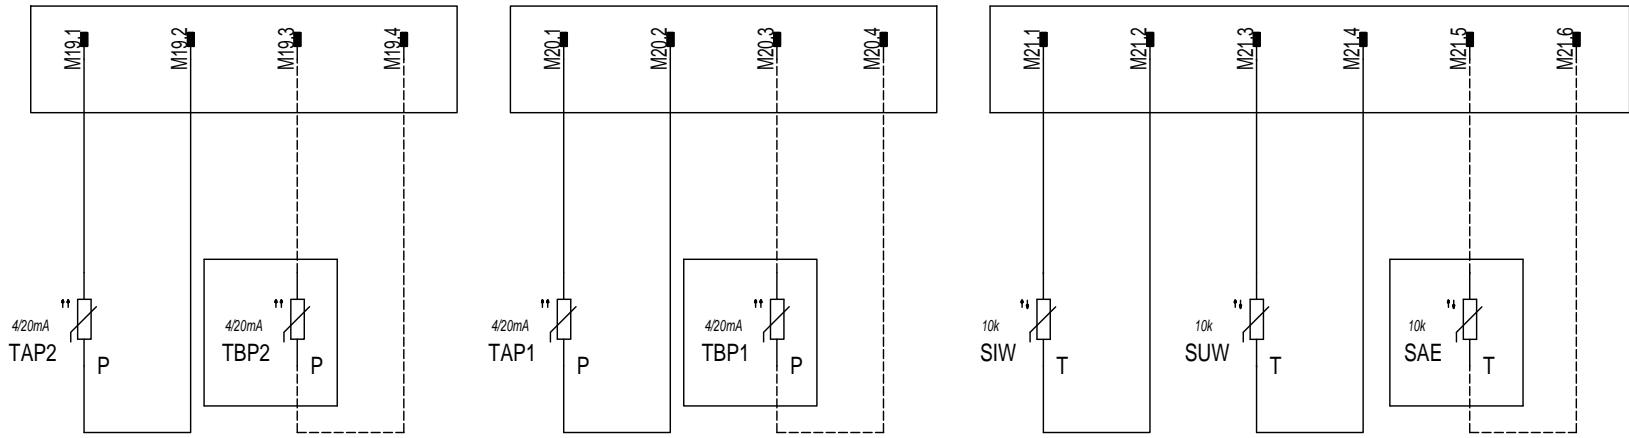 M19.1 M19.2 M19.3 M19.4 M20.1 M20.2 M20.3 M20.4 M21.1 M21.2 M21.3 M21.4 M21.5 M21.6
4/20mA 4/20mA 4/20mA 4/20mA 10k 10k 10k
TAP2 TBP2 TAP1 TBP1 SIW SUW SAE
P P P P T T T